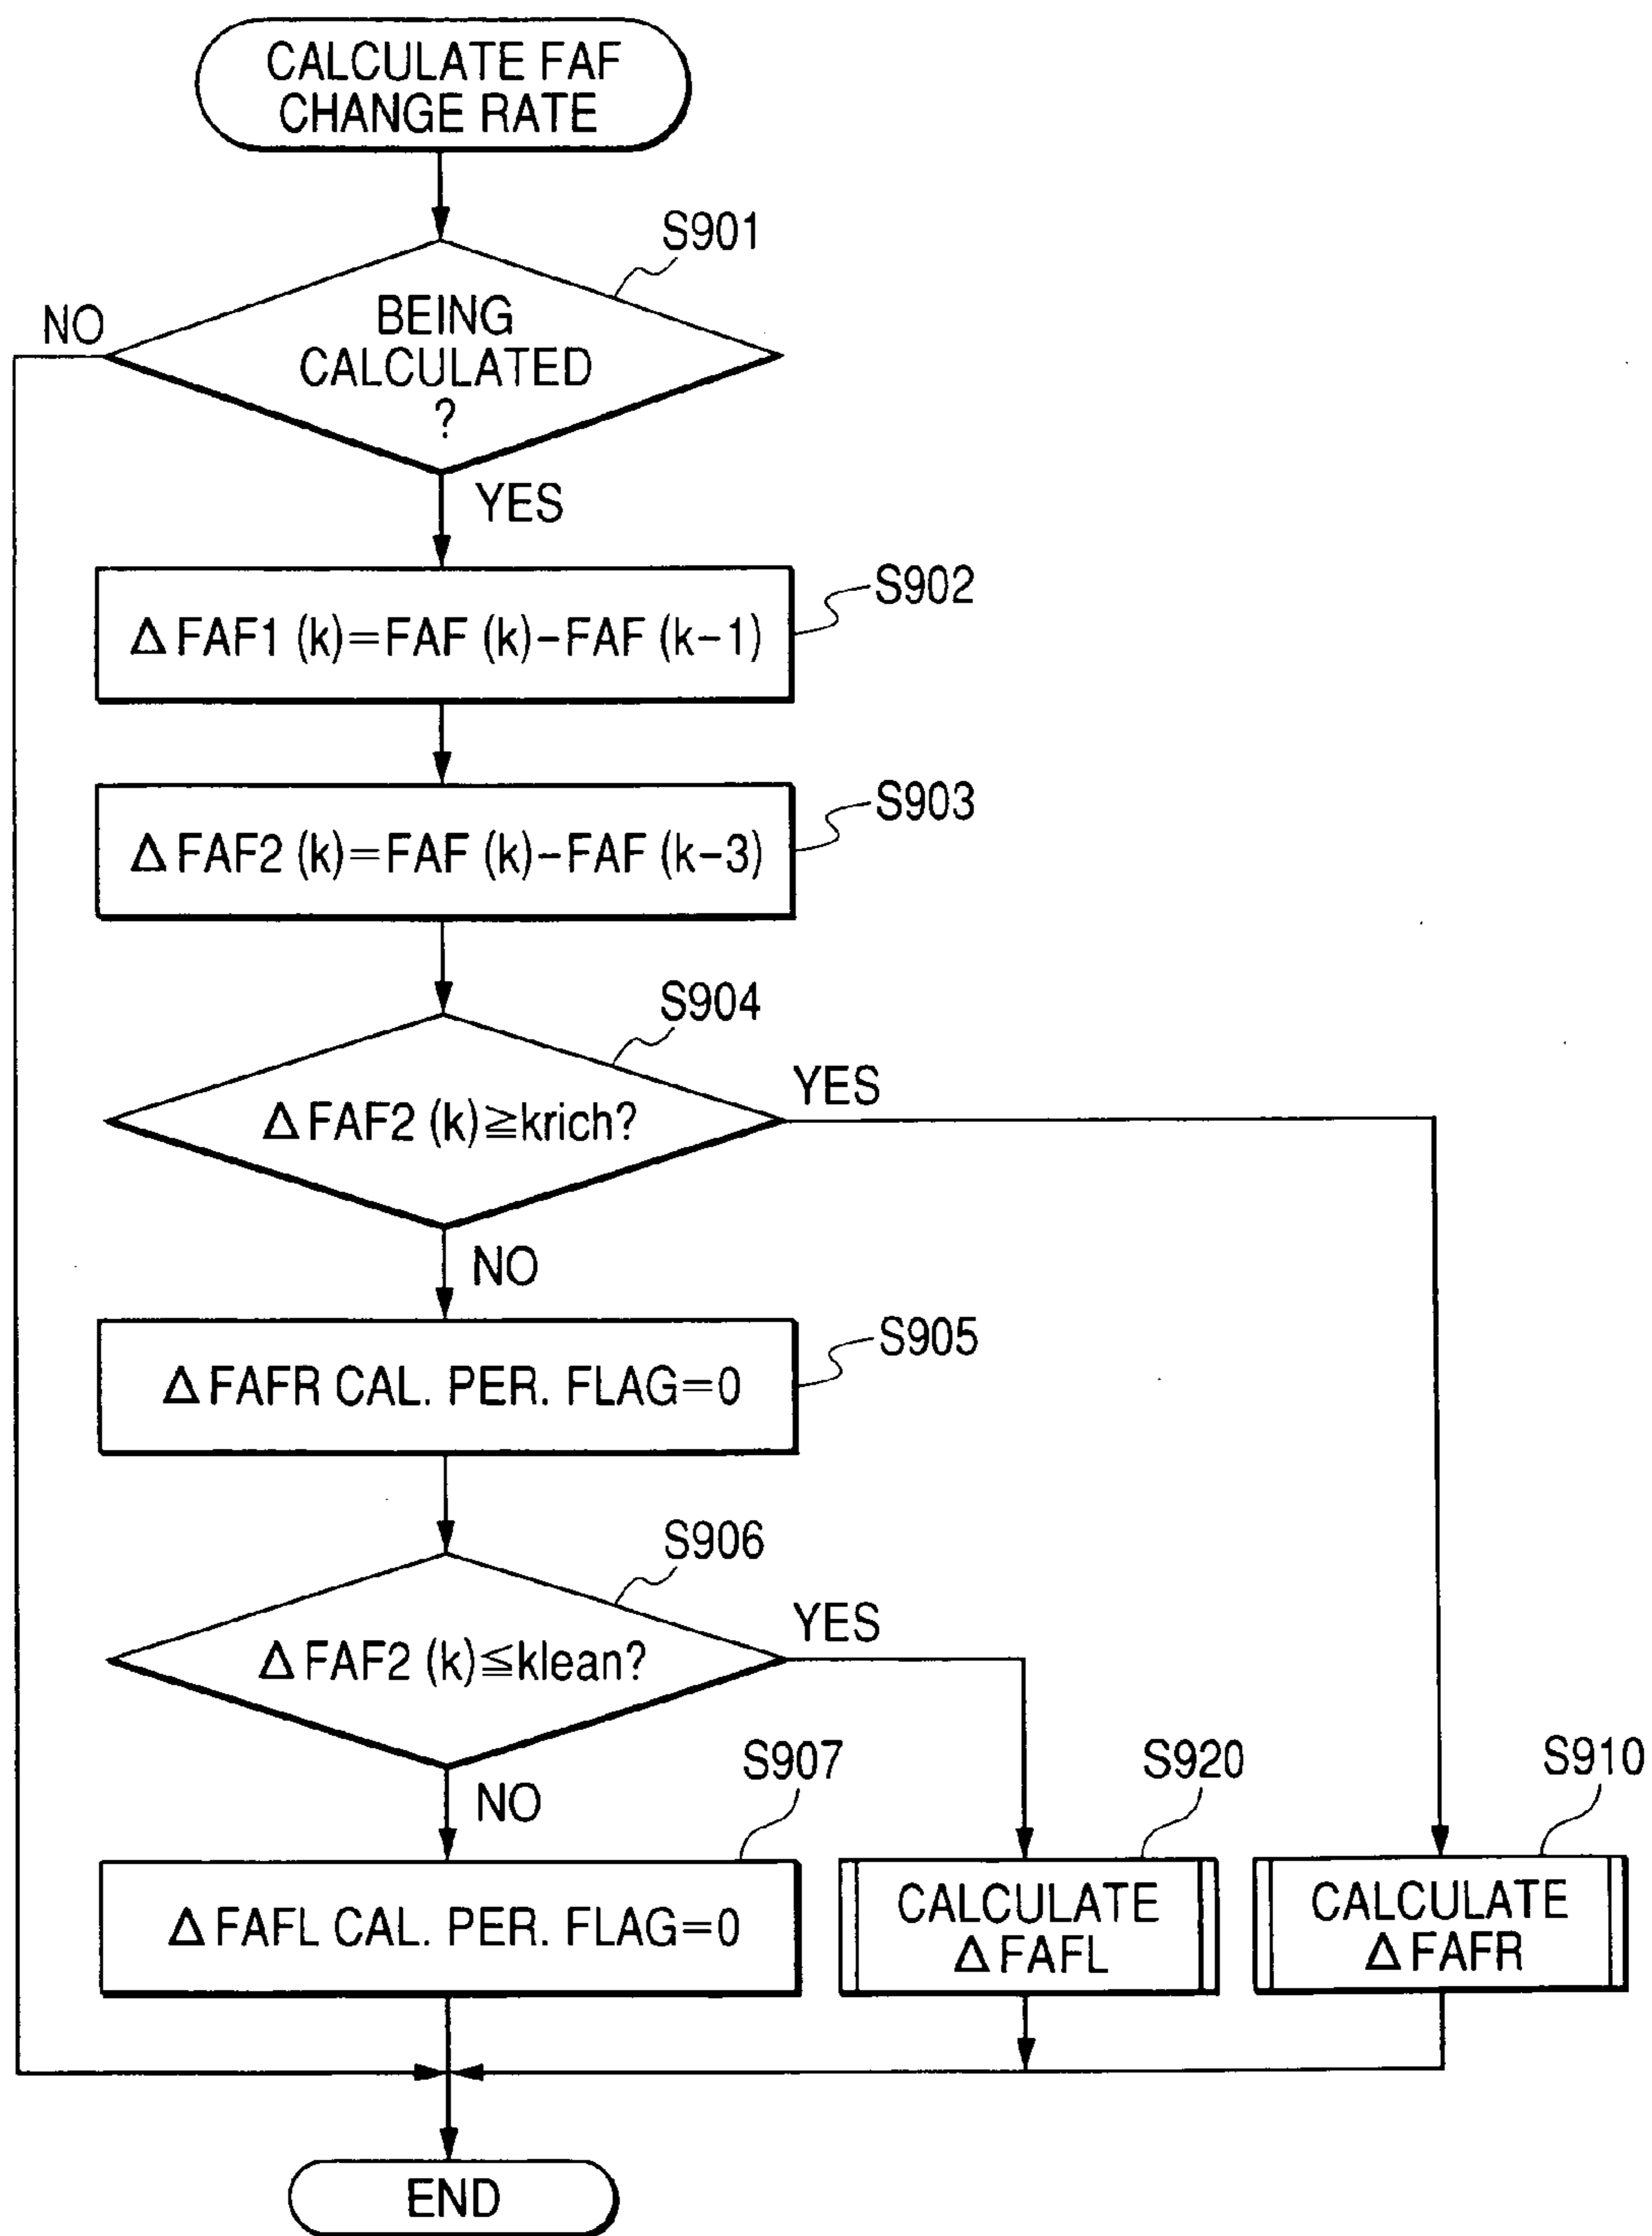 CALCULATE FAF
CHANGE RATE
S901
NO
BEING
CALCULATED
?
YES
S902
Δ FAF1 (k)=FAF (k)−FAF (k−1)
S903
Δ FAF2 (k)=FAF (k)−FAF (k−3)
S904
Δ FAF2 (k)≧krich?
YES
NO
S905
Δ FAFR CAL. PER. FLAG=0
S906
Δ FAF2 (k)≦klean?
YES
NO
S907
S920
S910
Δ FAFL CAL. PER. FLAG=0
CALCULATE
Δ FAFL
CALCULATE
Δ FAFR
END